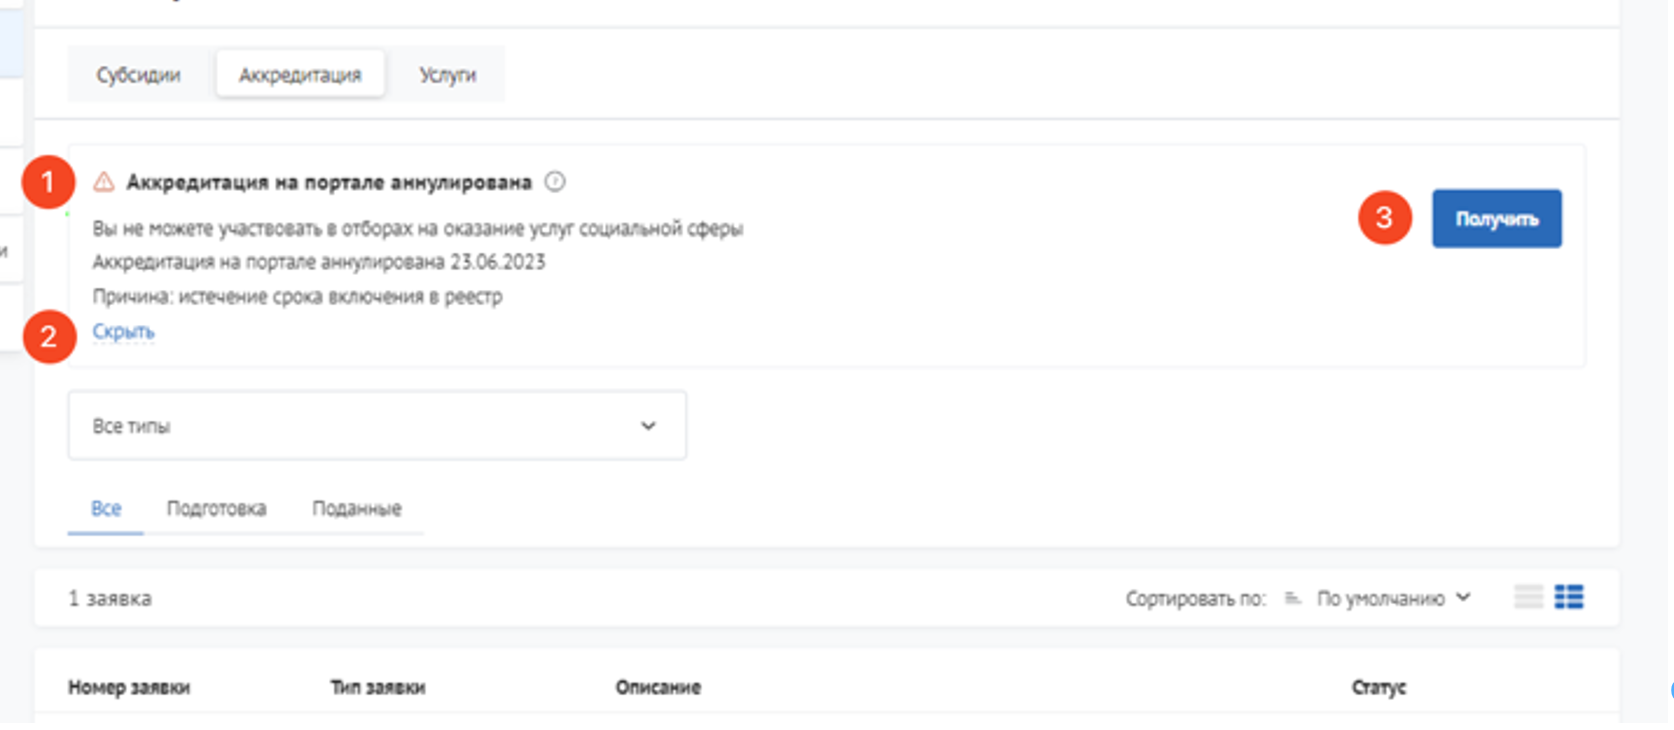 Субсидии Аккредитация Услуги
1 Аккредитация на портале аннулирована ?
Вы не можете участвовать в отборах на оказание услуг социальной сферы
3 Получить
Аккредитация на портале аннулирована 23.06.2023
Причина: истечение срока включения в реестр
2 Скрыть
Все типы
Все Подготовка Поданные
1 заявка Сортировать по: По умолчанию
Номер заявки Тип заявки Описание Статус